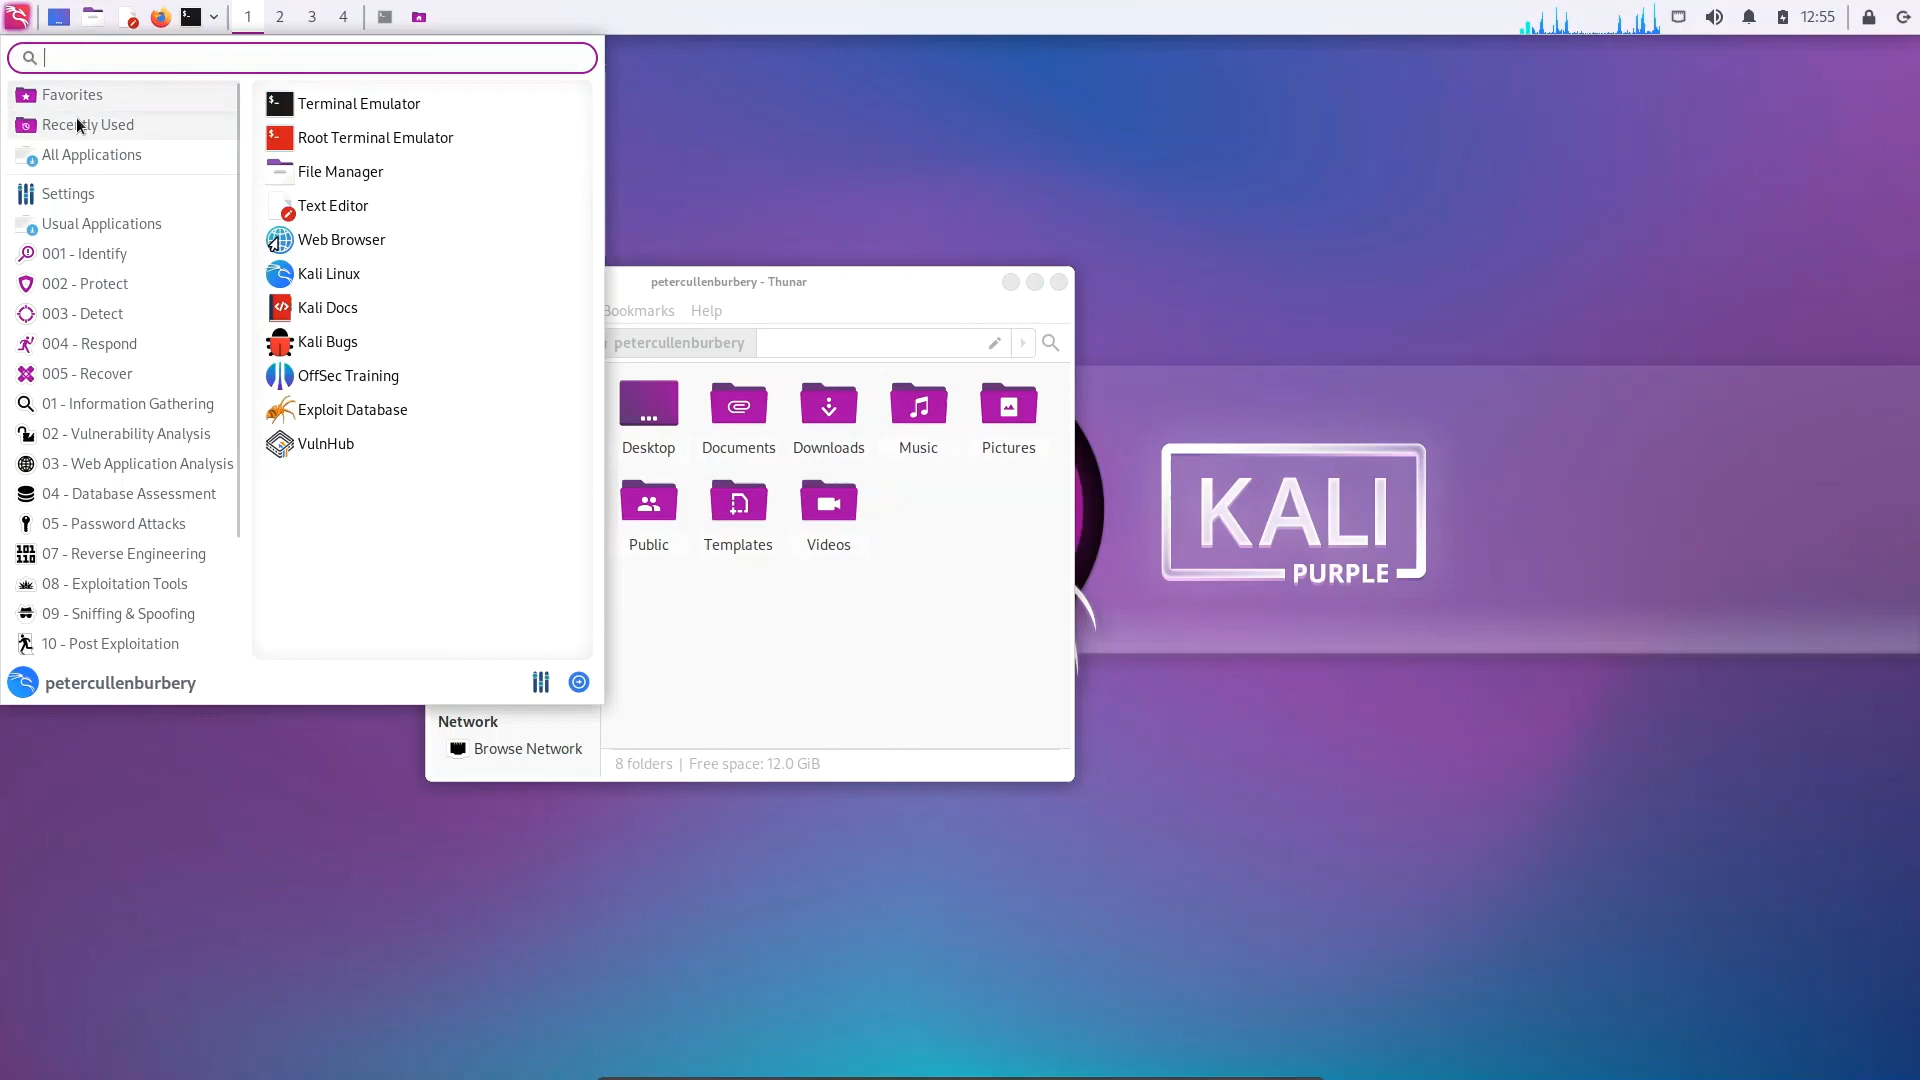 1 2 3 4
12:55
Favorites
Recently Used
All Applications
Settings
Usual Applications
001 - Identify
002 - Protect
003 - Detect
004 - Respond
005 - Recover
01 - Information Gathering
02 - Vulnerability Analysis
03 - Web Application Analysis
04 - Database Assessment
05 - Password Attacks
07 - Reverse Engineering
08 - Exploitation Tools
09 - Sniffing & Spoofing
10 - Post Exploitation
petercullenburbery
Terminal Emulator
Root Terminal Emulator
File Manager
Text Editor
Web Browser
Kali Linux
Kali Docs
Kali Bugs
OffSec Training
Exploit Database
VulnHub
petercullenburbery - Thunar
Bookmarks Help
petercullenburbery
Desktop Documents Downloads Music Pictures
Public Templates Videos
Network
Browse Network
8 folders | Free space: 12.0 GiB
KALI
PURPLE